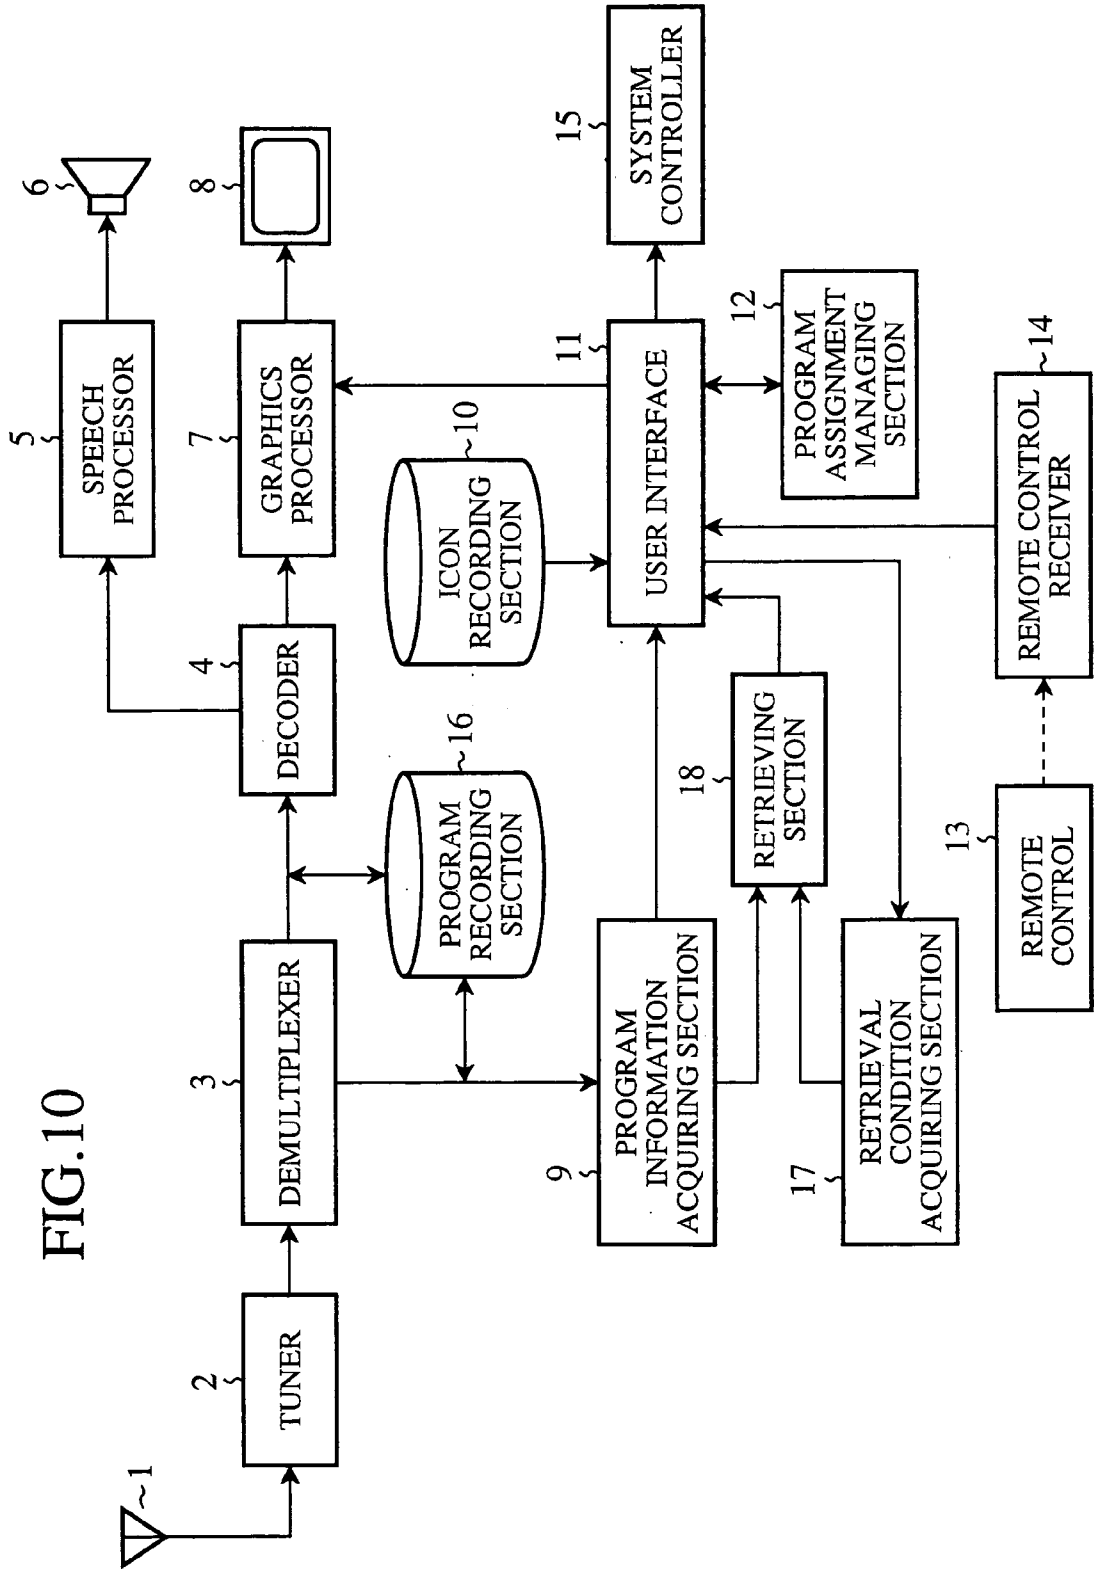 FIG.10
1
2
TUNER
3
DEMULTIPLEXER
4
DECODER
5
SPEECH
PROCESSOR
6
7
GRAPHICS
PROCESSOR
8
16
PROGRAM
RECORDING
SECTION
10
ICON
RECORDING
SECTION
9
PROGRAM
INFORMATION
ACQUIRING SECTION
11
USER INTERFACE
15
SYSTEM
CONTROLLER
18
RETRIEVING
SECTION
12
PROGRAM
ASSIGNMENT
MANAGING
SECTION
17
RETRIEVAL
CONDITION
ACQUIRING SECTION
13
REMOTE
CONTROL
14
REMOTE CONTROL
RECEIVER